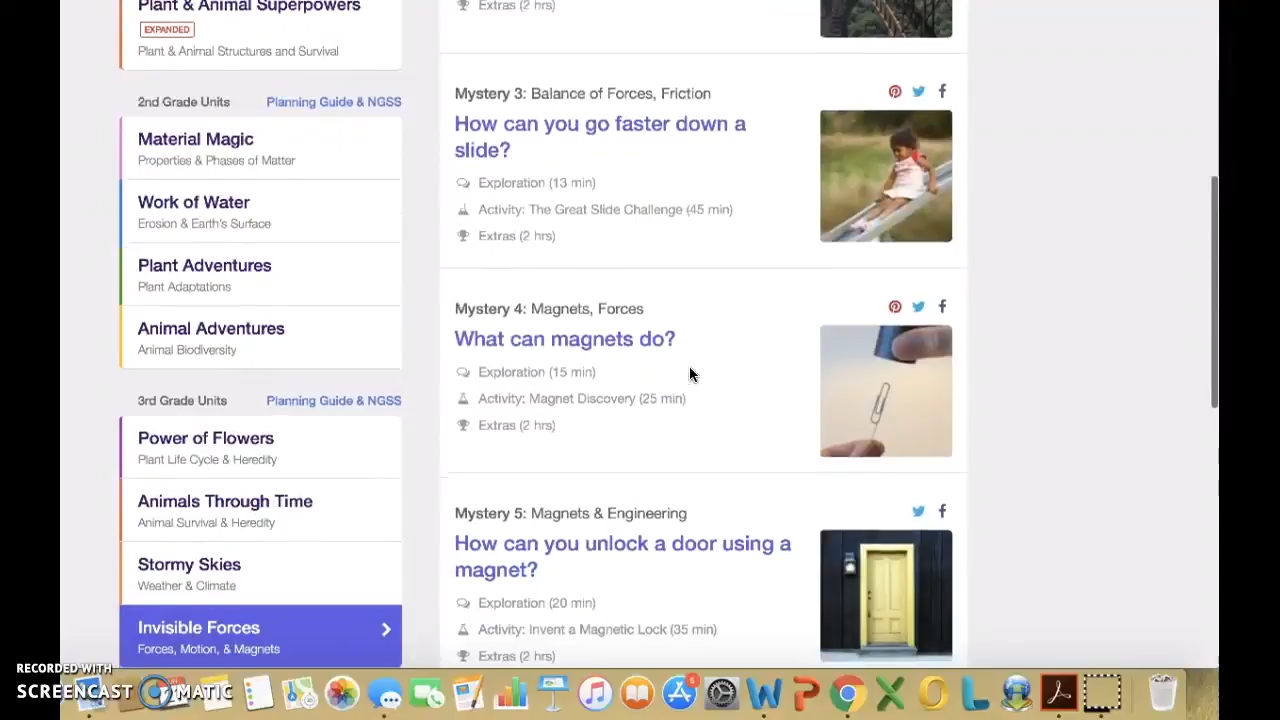 Plant & Animal Superpowers
EXPANDED
Plant & Animal Structures and Survival
2nd Grade Units Planning Guide & NGSS
Material Magic
Properties & Phases of Matter
Work of Water
Erosion & Earth's Surface
Plant Adventures
Plant Adaptations
Animal Adventures
Animal Biodiversity
3rd Grade Units Planning Guide & NGSS
Power of Flowers
Plant Life Cycle & Heredity
Animals Through Time
Animal Survival & Heredity
Stormy Skies
Weather & Climate
Invisible Forces
Forces, Motion, & Magnets
Extras (2 hrs)
Mystery 3: Balance of Forces, Friction
How can you go faster down a
slide?
Exploration (13 min)
Activity: The Great Slide Challenge (45 min)
Extras (2 hrs)
Mystery 4: Magnets, Forces
What can magnets do?
Exploration (15 min)
Activity: Magnet Discovery (25 min)
Extras (2 hrs)
Mystery 5: Magnets & Engineering
How can you unlock a door using a
magnet?
Exploration (20 min)
Activity: Invent a Magnetic Lock (35 min)
Extras (2 hrs)
RECORDED WITH
SCREENCAST MATIC
5